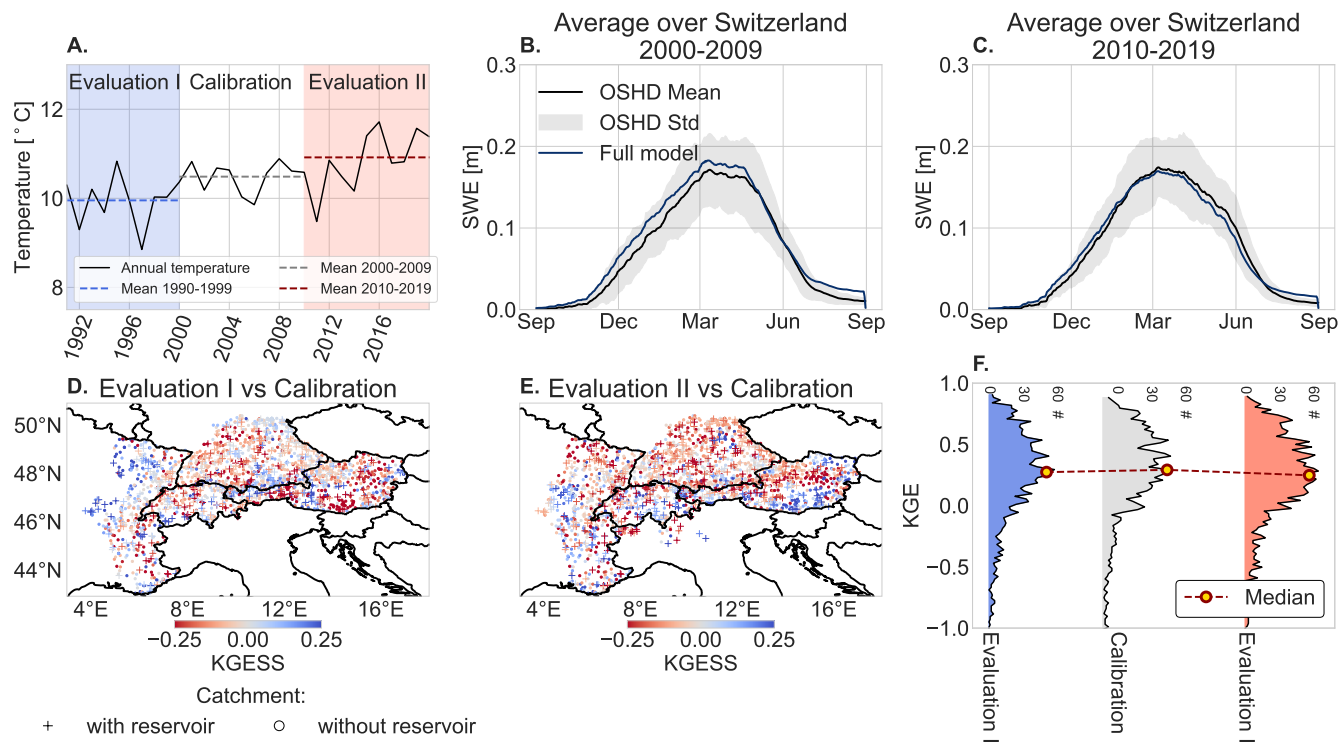 A.
Evaluation I
Calibration
Evaluation II
Temperature [°C]
12
10
8
Annual temperature
Mean 1990-1999
Mean 2000-2009
Mean 2010-2019
1992
1996
2000
2004
2008
2012
2016
B.
Average over Switzerland
2000-2009
SWE [m]
0.3
0.2
0.1
0.0
OSHD Mean
OSHD Std
Full model
Sep
Dec
Mar
Jun
Sep
C.
Average over Switzerland
2010-2019
SWE [m]
0.3
0.2
0.1
0.0
Sep
Dec
Mar
Jun
Sep
D.
Evaluation I vs Calibration
50°N
48°N
46°N
44°N
4°E
8°E
12°E
16°E
−0.25
0.00
0.25
KGESS
Catchment:
with reservoir
without reservoir
E.
Evaluation II vs Calibration
4°E
8°E
12°E
16°E
−0.25
0.00
0.25
KGESS
F.
KGE
1.0
0.5
0.0
−0.5
−1.0
0
30
60
#
0
30
60
#
0
30
60
#
Median
Evaluation I
Calibration
Evaluation I